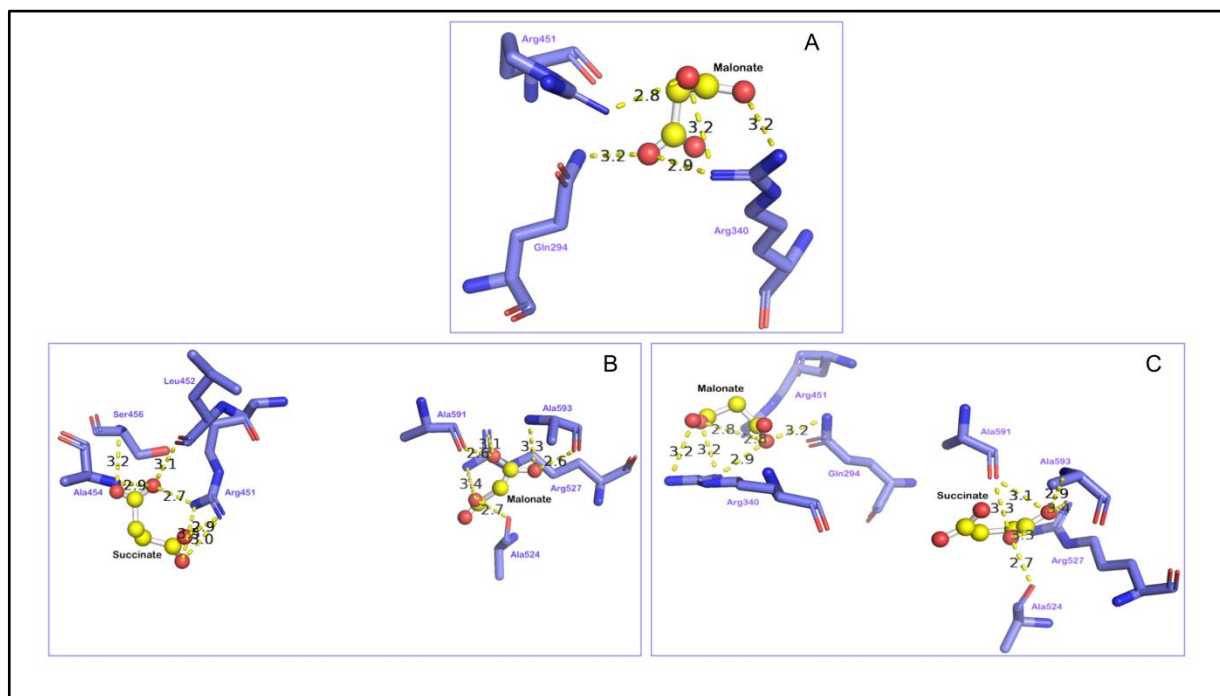 A
Arg451
Malonate
2.8
3.2
3.2
3.2
2.9
Arg340
Gln294
B
Leu452
Ser456
3.2
3.1
Ala454
2.9
2.7
Arg451
2.9
3.0
Succinate
Ala591
Ala593
2.6
3.1
3.3
2.6
Arg527
3.4
Malonate
2.7
Ala524
C
Malonate
Arg451
2.8
3.2
3.2
3.2
2.9
Gln294
Arg340
Ala591
Ala593
Succinate
3.1
2.9
3.3
3.4
Arg527
2.7
Ala524